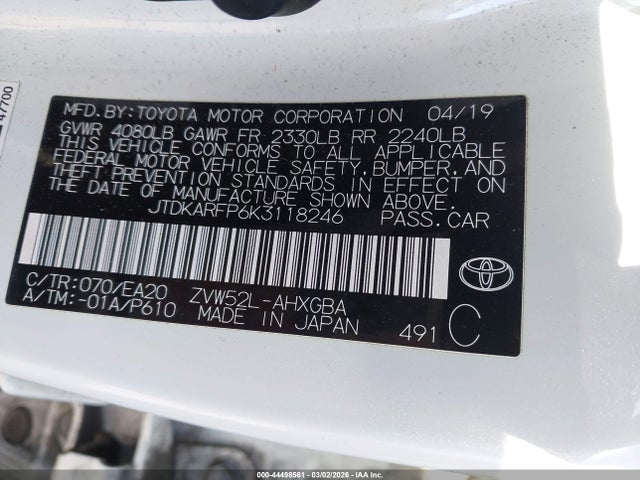 47700
MFD.BY:TOYOTA MOTOR CORPORATION 04/19
GVWR 4080LB GAWR FR 2330LB RR 2240LB
THIS VEHICLE CONFORMS TO ALL APPLICABLE
FEDERAL MOTOR VEHICLE SAFETY, BUMPER, AND
THEFT PREVENTION STANDARDS IN EFFECT ON
THE DATE OF MANUFACTURE SHOWN ABOVE.
JTDKARFP6K3118246 PASS.CAR
C/TR:070/EA20 ZVW52L-AHXGBA
A/TM:-01A/P610 MADE IN JAPAN 491 C
TOYOTA
000-44498561 - 03/02/2026 - IAA Inc.